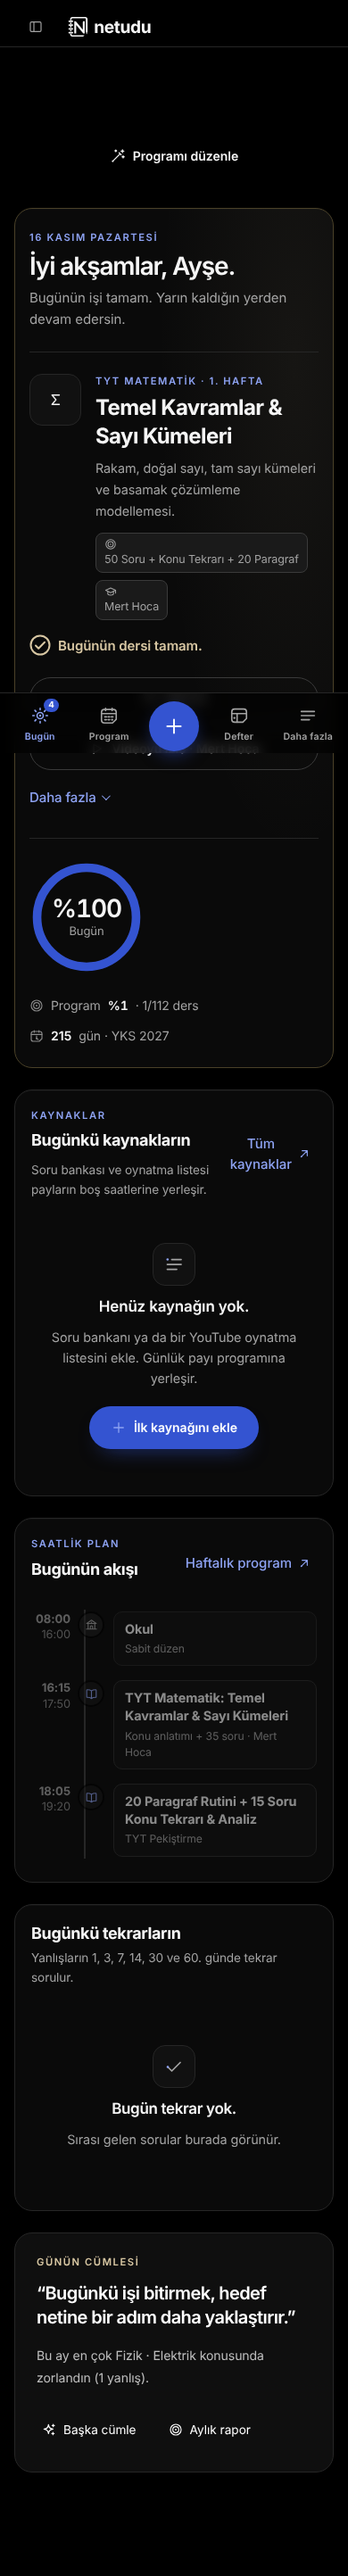 netudu
Programı düzenle
16 KASIM PAZARTESİ
İyi akşamlar, Ayşe.
Bugünün işi tamam. Yarın kaldığın yerden
devam edersin.
Σ
TYT MATEMATİK · 1. HAFTA
Temel Kavramlar &
Sayı Kümeleri
Rakam, doğal sayı, tam sayı kümeleri
ve basamak çözümleme
modellemesi.
50 Soru + Konu Tekrarı + 20 Paragraf
Mert Hoca
Bugünün dersi tamam.
4
Bugün
Program
Defter
Daha fazla
Daha fazla
%100
Bugün
Program %1 · 1/112 ders
215 gün · YKS 2027
KAYNAKLAR
Bugünkü kaynakların
Soru bankası ve oynatma listesi
payların boş saatlerine yerleşir.
Tüm
kaynaklar
Henüz kaynağın yok.
Soru bankanı ya da bir YouTube oynatma
listesini ekle. Günlük payı programına
yerleşir.
İlk kaynağını ekle
SAATLİK PLAN
Bugünün akışı
Haftalık program
08:00
16:00
Okul
Sabit düzen
16:15
17:50
TYT Matematik: Temel
Kavramlar & Sayı Kümeleri
Konu anlatımı + 35 soru · Mert
Hoca
18:05
19:20
20 Paragraf Rutini + 15 Soru
Konu Tekrarı & Analiz
TYT Pekiştirme
Bugünkü tekrarların
Yanlışların 1, 3, 7, 14, 30 ve 60. günde tekrar
sorulur.
Bugün tekrar yok.
Sırası gelen sorular burada görünür.
GÜNÜN CÜMLESİ
“Bugünkü işi bitirmek, hedef
netine bir adım daha yaklaştırır.”
Bu ay en çok Fizik · Elektrik konusunda
zorlandın (1 yanlış).
Başka cümle
Aylık rapor